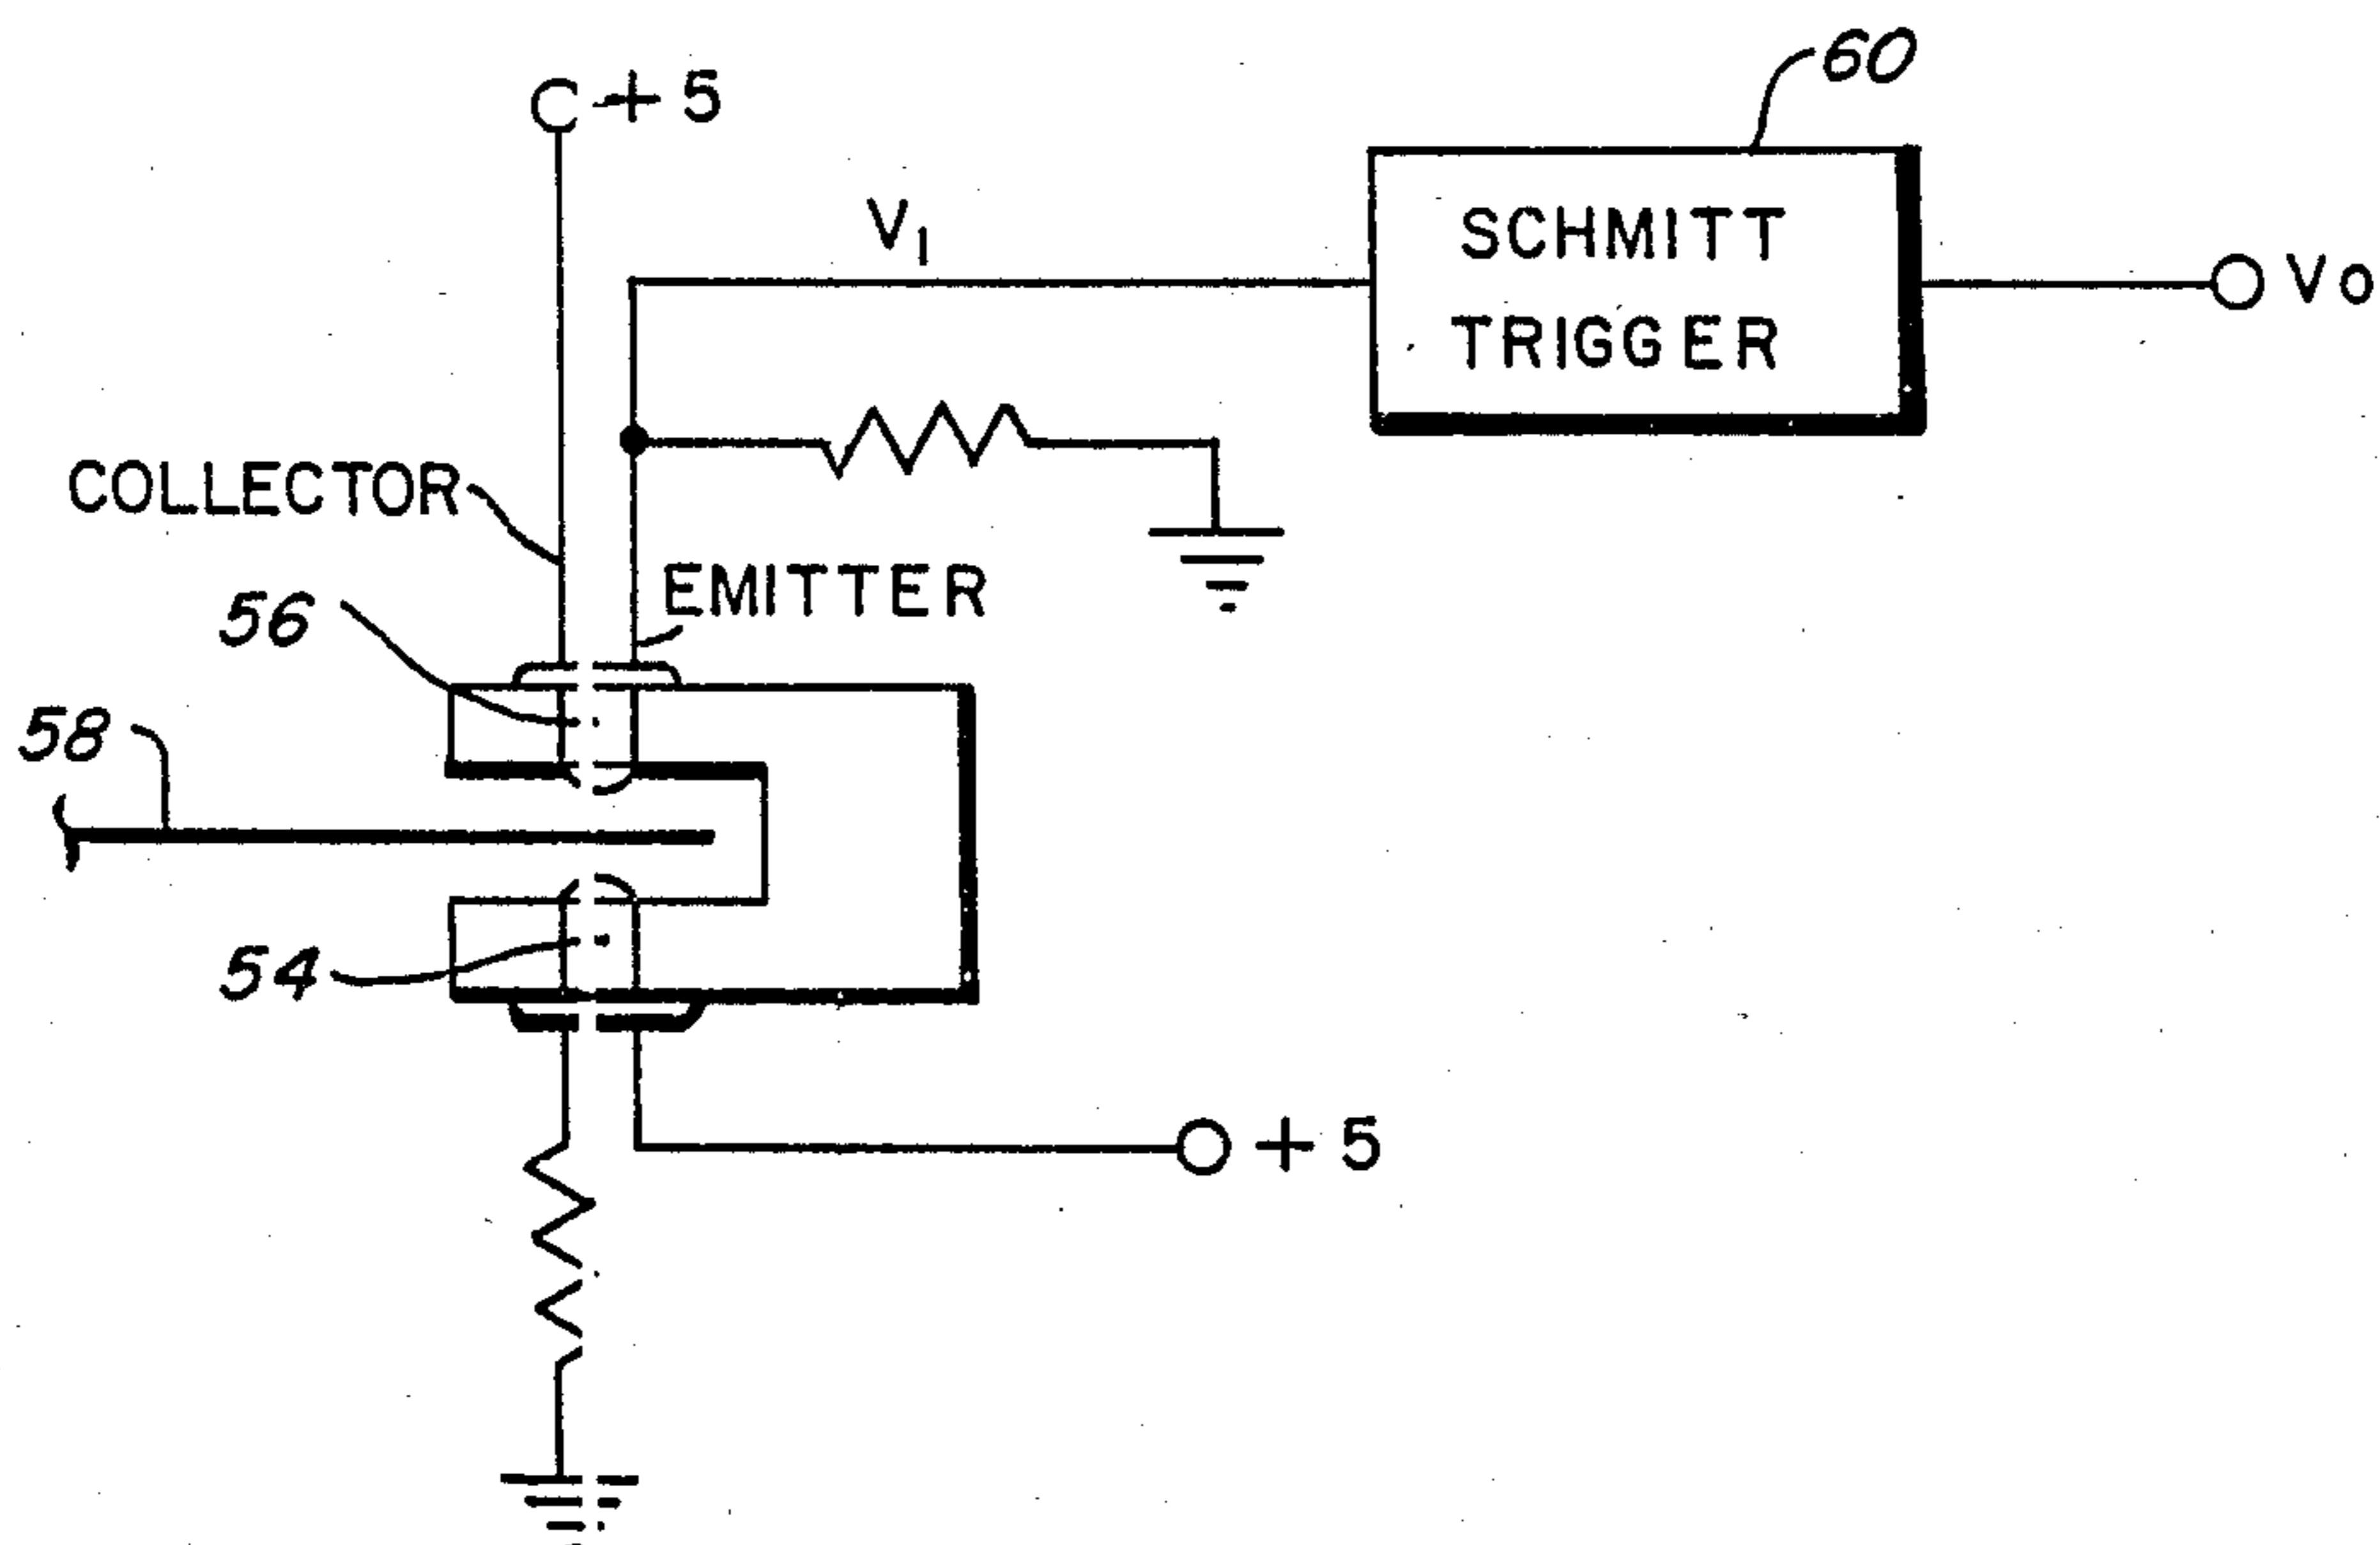 +5
60
V1
SCHMITT
TRIGGER
Vo
COLLECTOR
EMITTER
56
58
54
+5